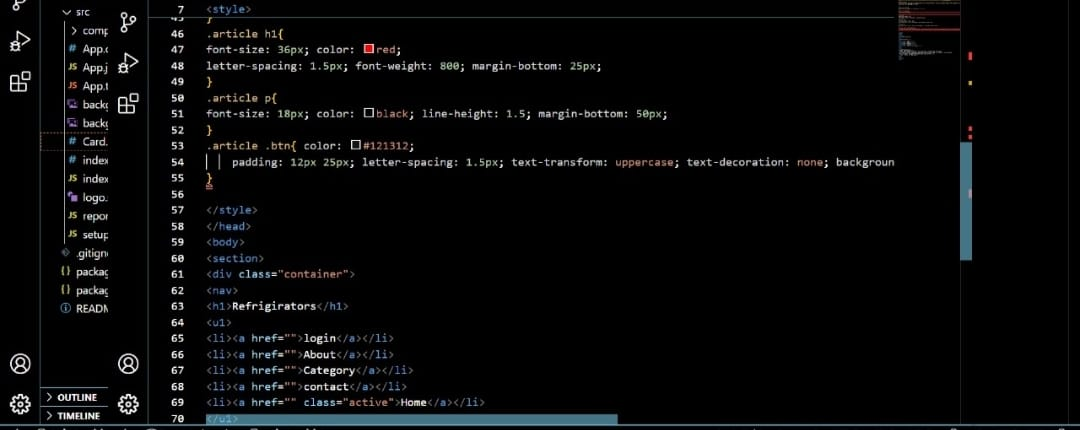 src
comp
App.c
App.j
App.t
backg
backg
Card.
index
index
logo.
repor
setup
.gitign
packag
packag
READM
OUTLINE
TIMELINE
7 <style>
45 }
46 .article h1{
47 font-size: 36px; color: red;
48 letter-spacing: 1.5px; font-weight: 800; margin-bottom: 25px;
49 }
50 .article p{
51 font-size: 18px; color: black; line-height: 1.5; margin-bottom: 50px;
52 }
53 .article .btn{ color: #121312;
54 padding: 12px 25px; letter-spacing: 1.5px; text-transform: uppercase; text-decoration: none; backgroun
55 }
56
57 </style>
58 </head>
59 <body>
60 <section>
61 <div class="container">
62 <nav>
63 <h1>Refrigirators</h1>
64 <u1>
65 <li><a href="">login</a></li>
66 <li><a href="">About</a></li>
67 <li><a href="">Category</a></li>
68 <li><a href="">contact</a></li>
69 <li><a href="" class="active">Home</a></li>
70 </u1>